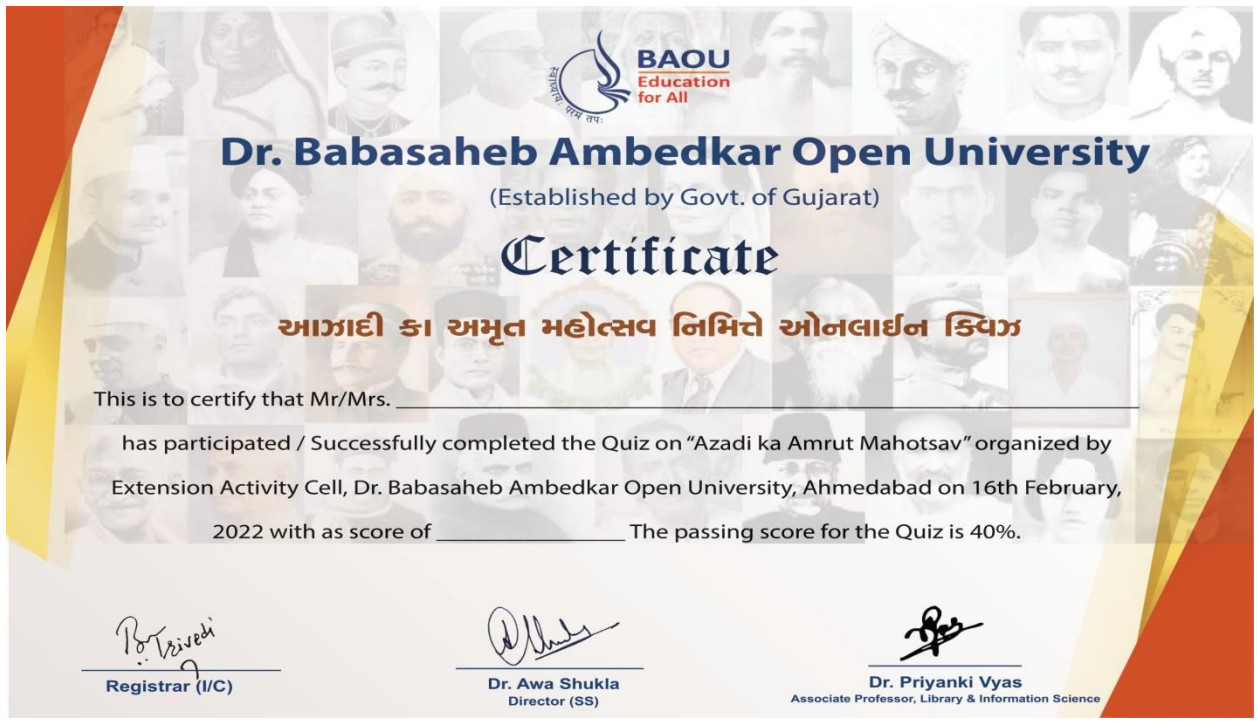 BAOU
Education
for All
स्वाध्यायः परमं तपः
Dr. Babasaheb Ambedkar Open University
(Established by Govt. of Gujarat)
Certificate
આઝાદી કા અમૃત મહોત્સવ નિમિત્તે ઓનલાઈન ક્વિઝ
This is to certify that Mr/Mrs.
has participated / Successfully completed the Quiz on “Azadi ka Amrut Mahotsav” organized by
Extension Activity Cell, Dr. Babasaheb Ambedkar Open University, Ahmedabad on 16th February,
2022 with as score of ________________ The passing score for the Quiz is 40%.
B. Trivedi
Registrar (I/C)
Dr. Awa Shukla
Director (SS)
Dr. Priyanki Vyas
Associate Professor, Library & Information Science